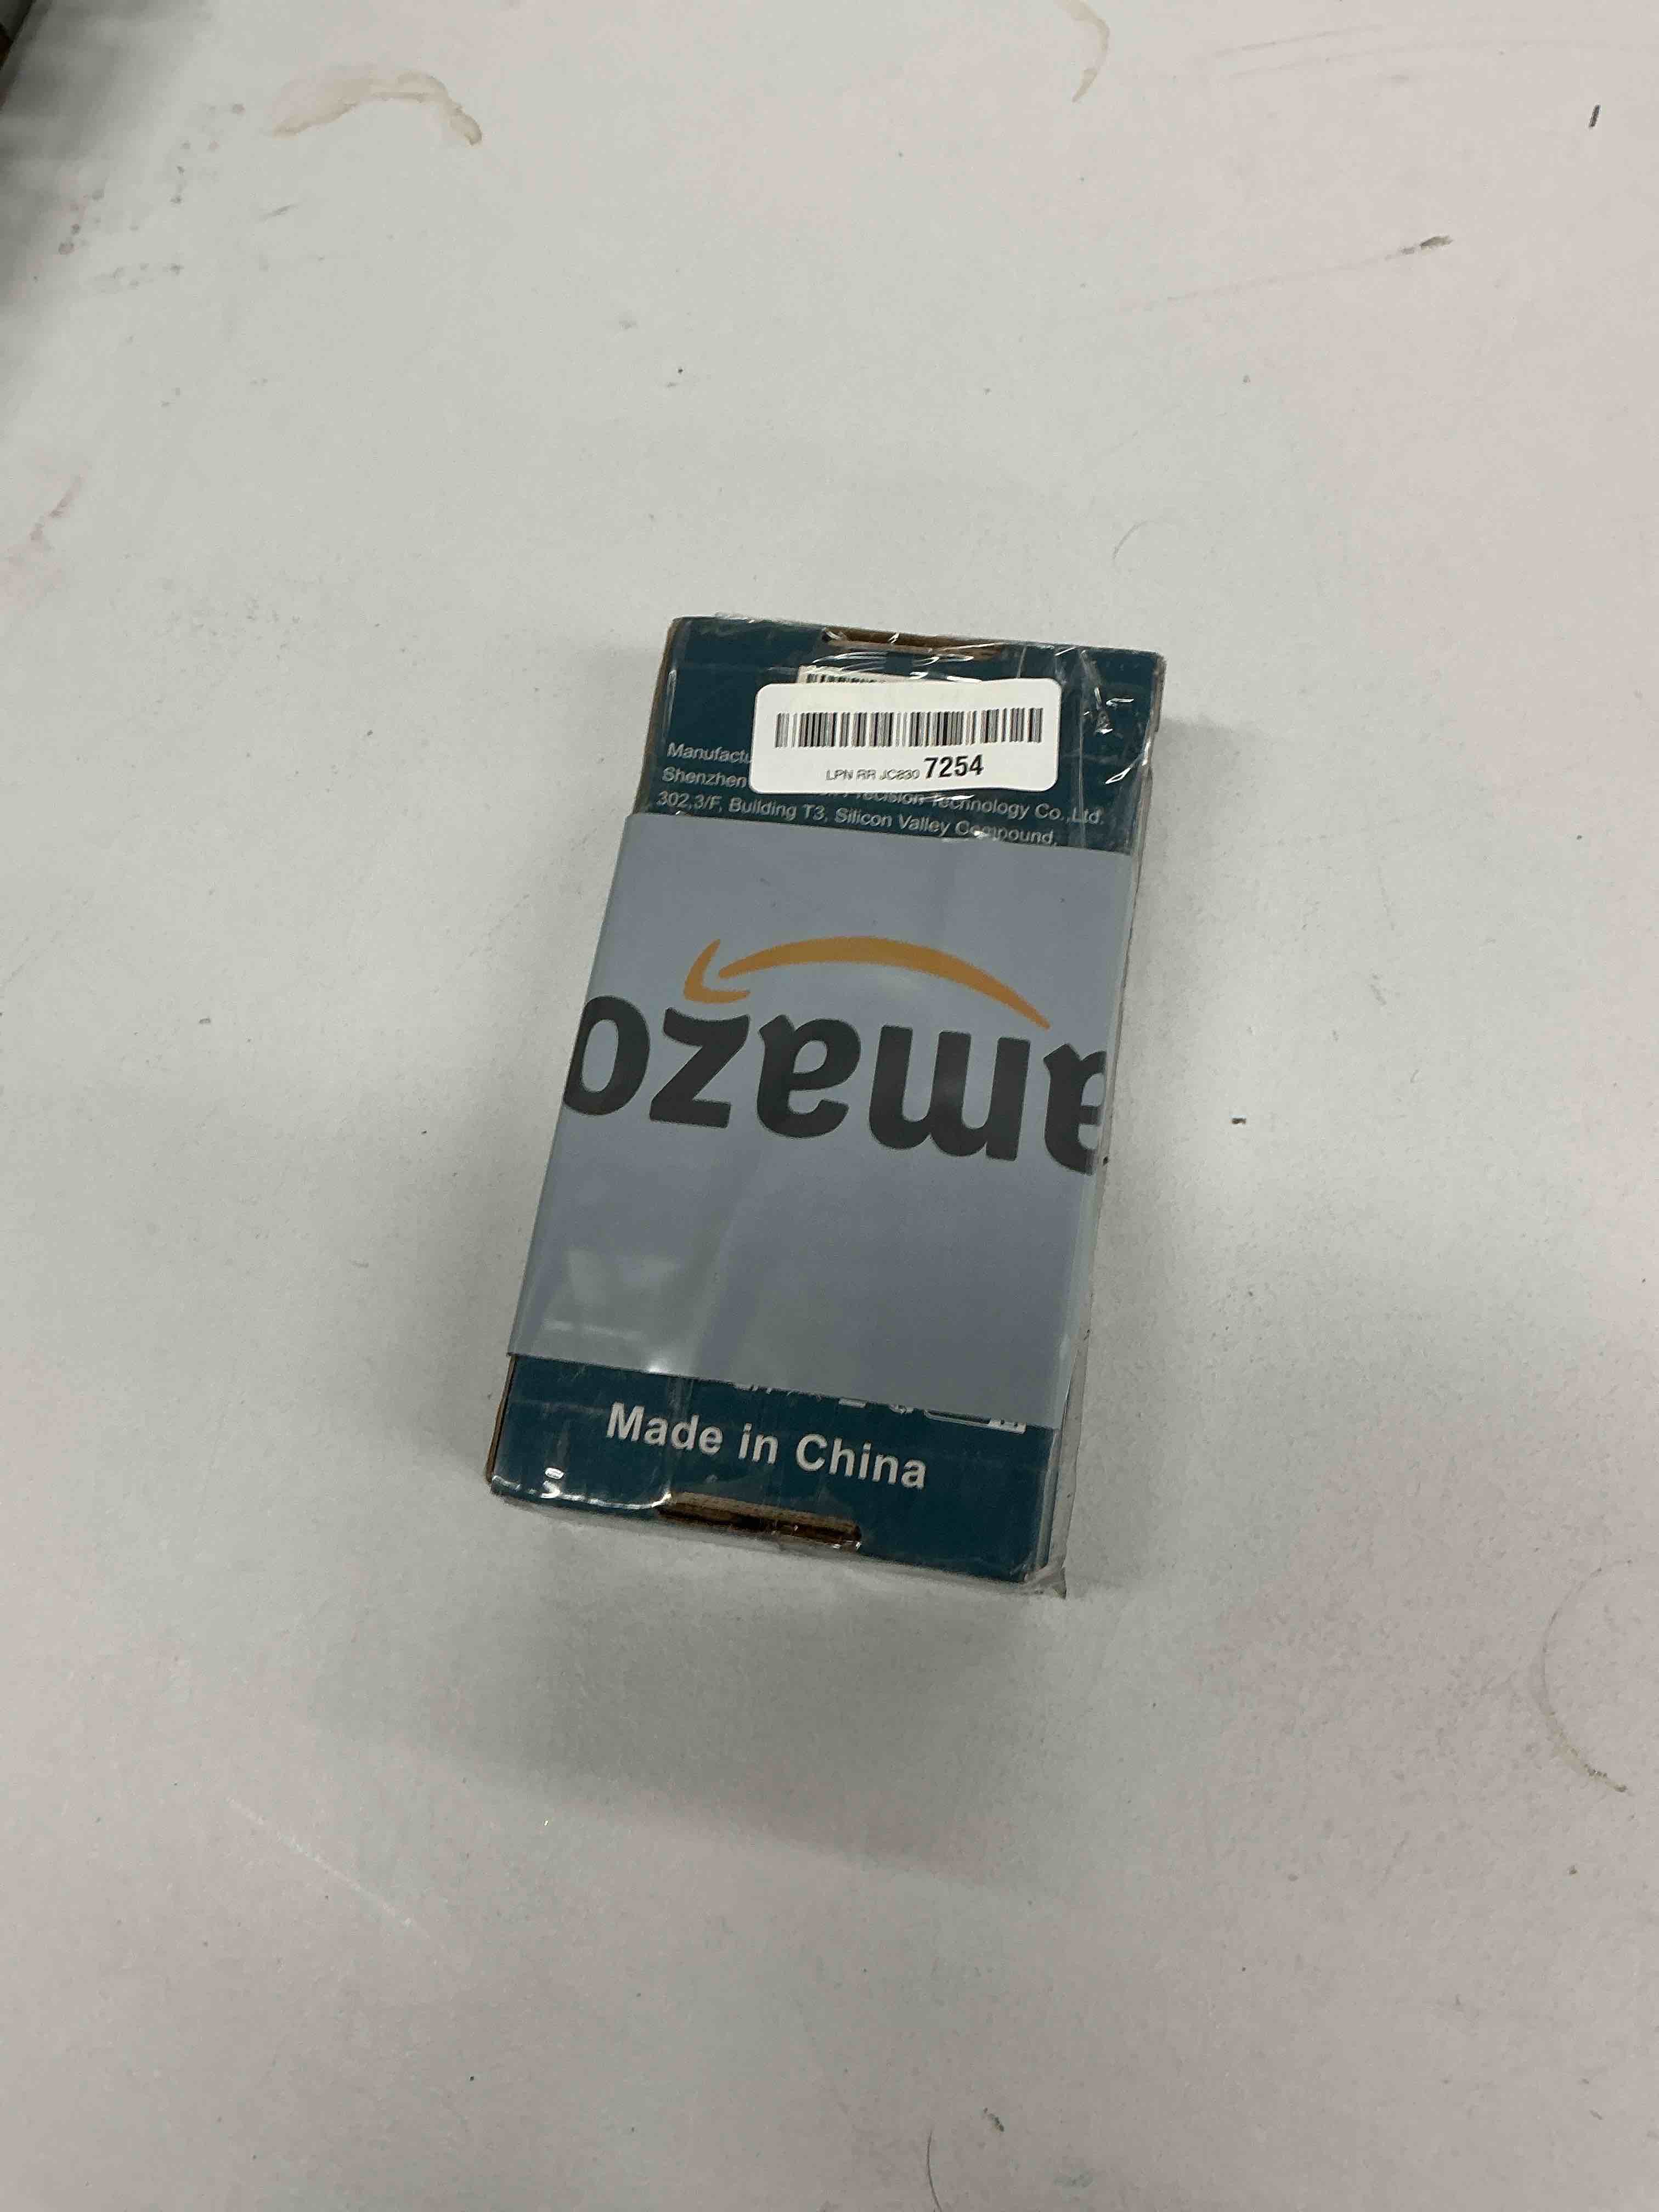 LPN RR JC830 7254
Manufactu
Shenzhen Precision Technology Co.,Ltd.
302,3/F, Building T3, Silicon Valley Compound,
amazo
Made in China